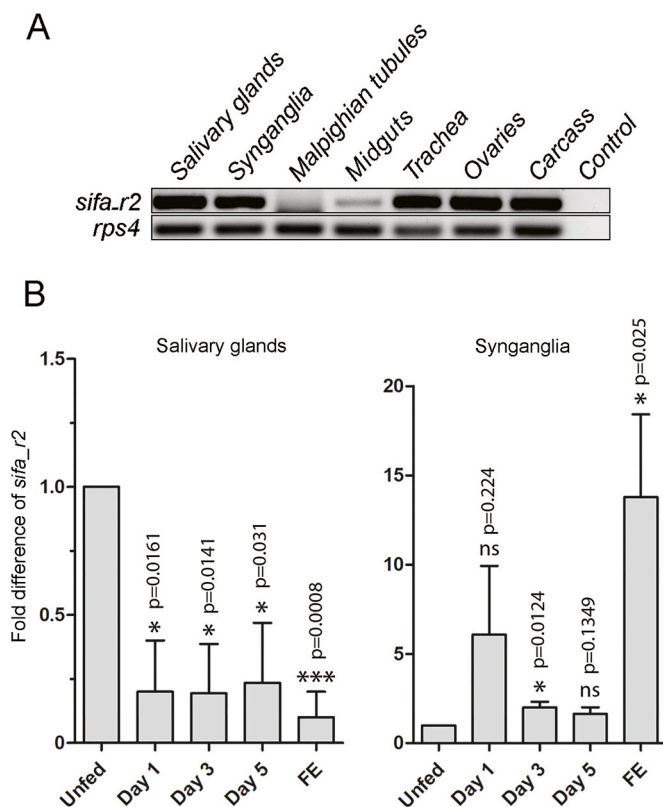 A
Salivary glands
Synganglia
Malpighian tubules
Midguts
Trachea
Ovaries
Carcass
Control
sifa_r2
rps4
B
Salivary glands
Fold difference of sifa_r2
1.5
1.0
0.5
0
* p=0.0161
* p=0.0141
* p=0.031
*** p=0.0008
Unfed
Day 1
Day 3
Day 5
FE
Synganglia
20
15
10
5
0
ns p=0.224
* p=0.0124
ns p=0.1349
* p=0.025
Unfed
Day 1
Day 3
Day 5
FE